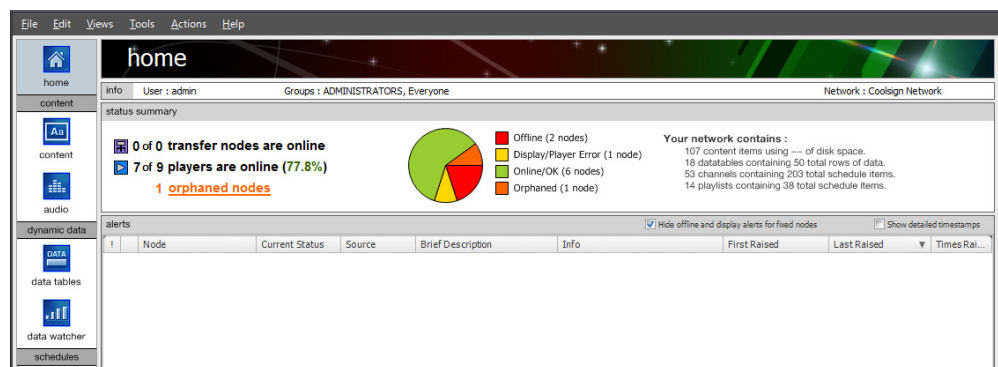 File Edit Views Tools Actions Help
home
home
info User : admin Groups : ADMINISTRATORS, Everyone Network : Coolsign Network
content
status summary
Aa
content
0 of 0 transfer nodes are online
7 of 9 players are online (77.8%)
1 orphaned nodes
Offline (2 nodes)
Display/Player Error (1 node)
Online/OK (6 nodes)
Orphaned (1 node)
Your network contains :
107 content items using -- of disk space.
18 datatables containing 50 total rows of data.
53 channels containing 203 total schedule items.
14 playlists containing 38 total schedule items.
audio
dynamic data
alerts Hide offline and display alerts for fixed nodes Show detailed timestamps
! Node Current Status Source Brief Description Info First Raised Last Raised Times Rai...
DATA
data tables
data watcher
schedules